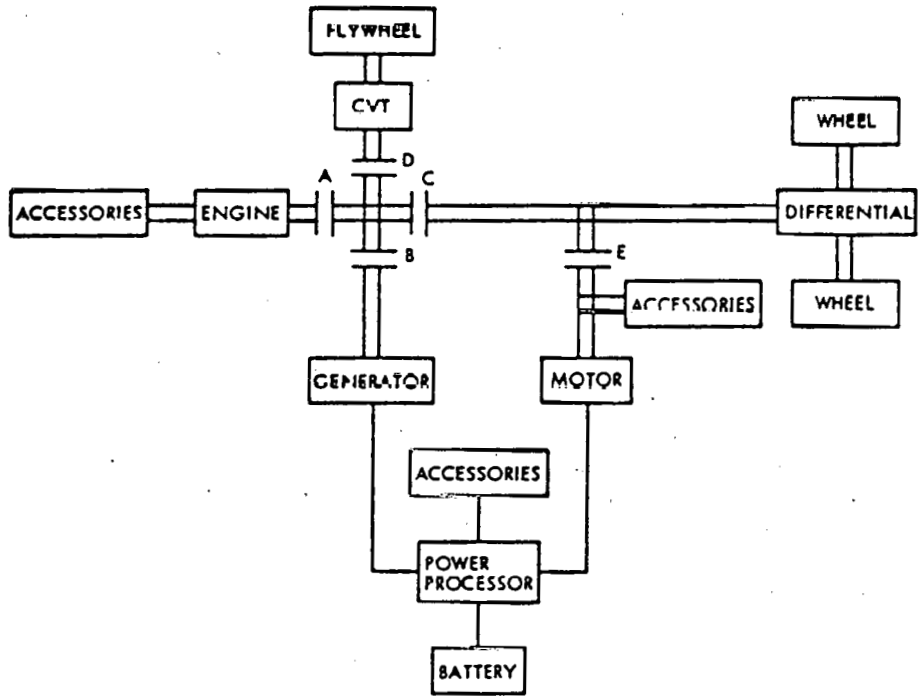 FLYWHEEL
CVT
D
A
C
WHEEL
ACCESSORIES
ENGINE
DIFFERENTIAL
B
E
ACCESSORIES
WHEEL
GENERATOR
MOTOR
ACCESSORIES
POWER
PROCESSOR
BATTERY